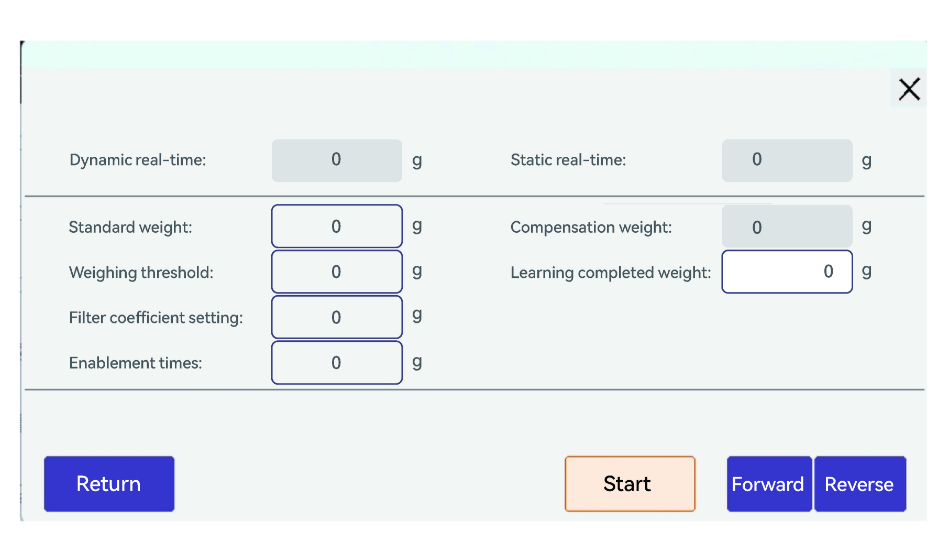 Dynamic real-time: 0 g Static real-time: 0 g
Standard weight: 0 g Compensation weight: 0 g
Weighing threshold: 0 g Learning completed weight: 0 g
Filter coefficient setting: 0 g
Enablement times: 0 g
Return Start Forward Reverse